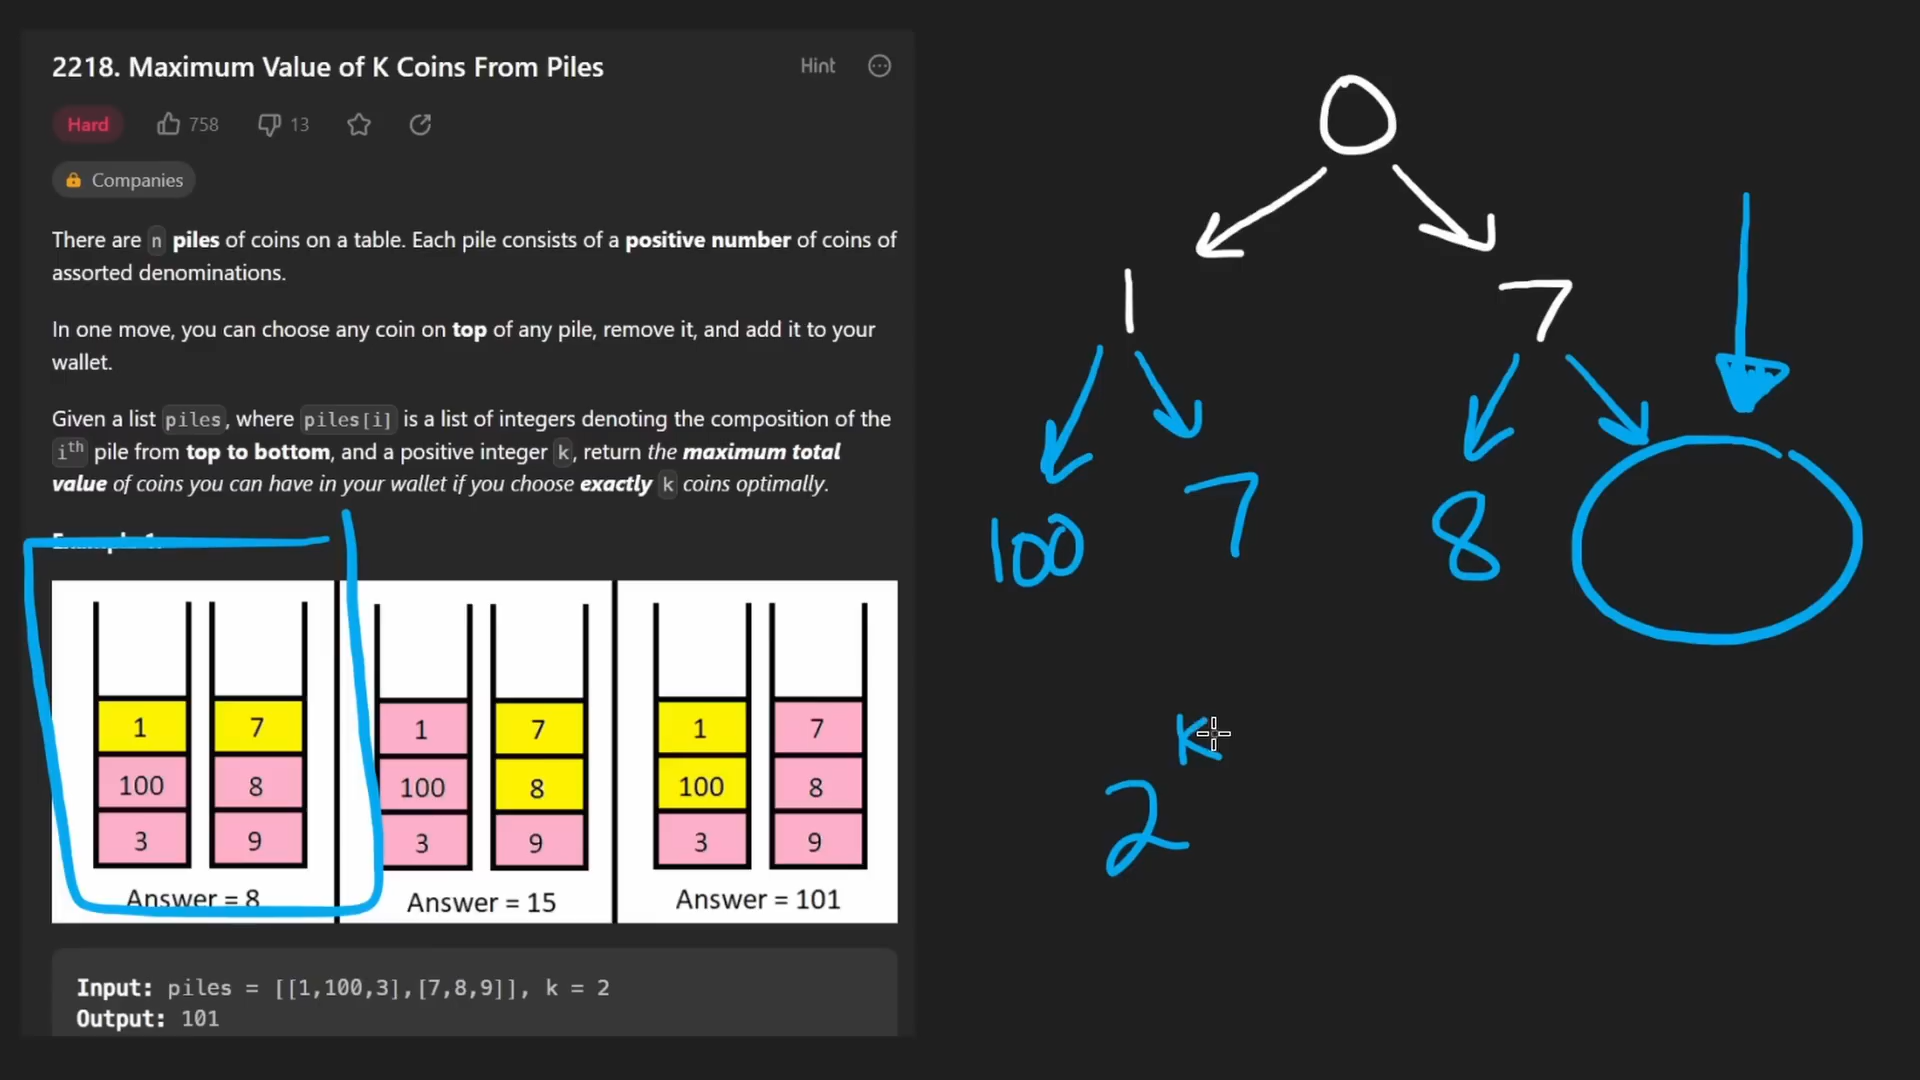 2218. Maximum Value of K Coins From Piles
Hint
Hard 758 13
Companies
There are n piles of coins on a table. Each pile consists of a positive number of coins of
assorted denominations.
In one move, you can choose any coin on top of any pile, remove it, and add it to your
wallet.
Given a list piles, where piles[i] is a list of integers denoting the composition of the
ith pile from top to bottom, and a positive integer k, return the maximum total
value of coins you can have in your wallet if you choose exactly k coins optimally.
Example 1:
1 7 1 7 1 7
100 8 100 8 100 8
3 9 3 9 3 9
Answer = 8 Answer = 15 Answer = 101
Input: piles = [[1,100,3],[7,8,9]], k = 2
Output: 101
0
1 7
100 7 8
2^K